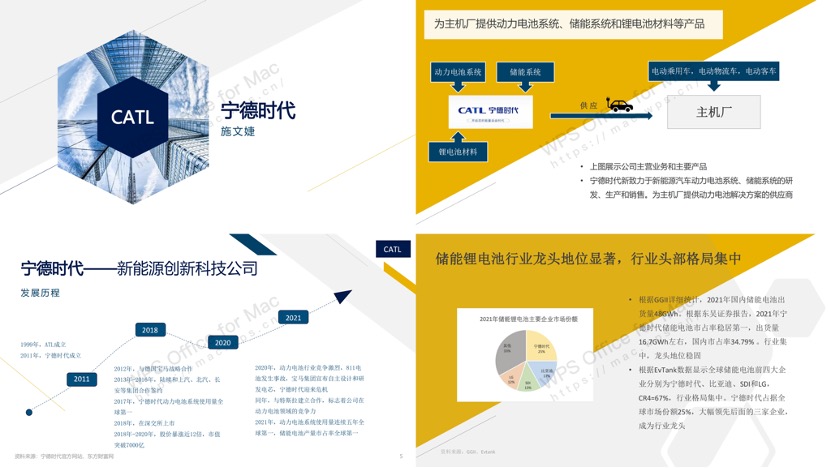 CATL
宁德时代
施文婕
为主机厂提供动力电池系统、储能系统和锂电池材料等产品
动力电池系统
储能系统
电动乘用车，电动物流车，电动客车
CATL 宁德时代
供 应
主机厂
锂电池材料
• 上图展示公司主营业务和主要产品
• 宁德时代新致力于新能源汽车动力电池系统、储能系统的研
发、生产和销售。为主机厂提供动力电池解决方案的供应商
WPS Office for Mac
https://mac.wps.cn/
CATL
宁德时代——新能源创新科技公司
发展历程
1999年，ATL成立
2011年，宁德时代成立
2011
2018
2020
2021
2012年，与德国宝马战略合作
2013年-2016年，陆续和上汽、北汽、长
安等集团合作签约
2017年，宁德时代动力电池系统使用量全
球第一
2018年，在深交所上市
2018年-2020年，股价暴涨近12倍，市值
突破7000亿
2020年，动力电池行业竞争激烈，811电
池发生事故，宝马集团宣布自主设计和研
发电芯，宁德时代迎来危机
同年，与特斯拉建立合作，标志着公司在
动力电池领域的竞争力
2021年，动力电池系统使用量连续五年全
球第一，储能电池产量市占率全球第一
资料来源：宁德时代官方网站、东方财富网
5
储能锂电池行业龙头地位显著，行业头部格局集中
2021年储能锂电池主要企业市场份额
宁德时代
25%
比亚迪
SDI
LG
其他
• 根据GGII详细统计，2021年国内储能电池出
货量48GWh。根据东吴证券报告，2021年宁
德时代储能电池市占率稳居第一，出货量
16.7GWh左右，国内市占率34.79%。行业集
中，龙头地位稳固
• 根据EvTank数据显示全球储能电池前四大企
业分别为宁德时代、比亚迪、SDI和LG，
CR4=67%，行业格局集中。宁德时代占据全
球市场份额25%，大幅领先后面的三家企业，
成为行业龙头
资料来源：GGII、Evtank